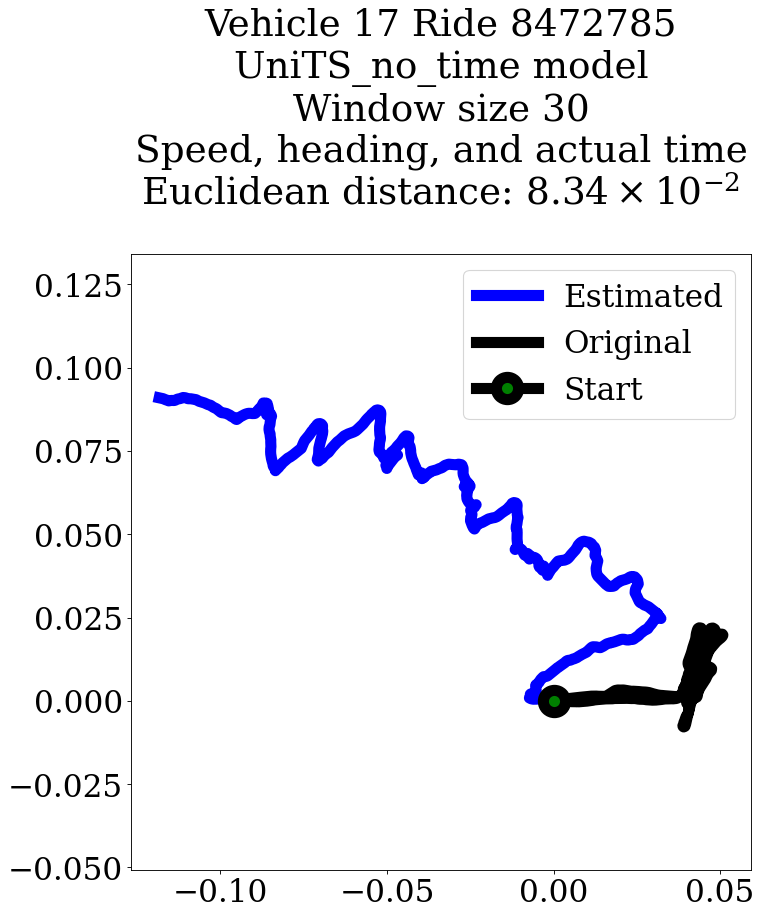 Vehicle 17 Ride 8472785
UniTS_no_time model
Window size 30
Speed, heading, and actual time
Euclidean distance: 8.34 × 10⁻²
Estimated
Original
Start
0.125
0.100
0.075
0.050
0.025
0.000
−0.025
−0.050
−0.10
−0.05
0.00
0.05